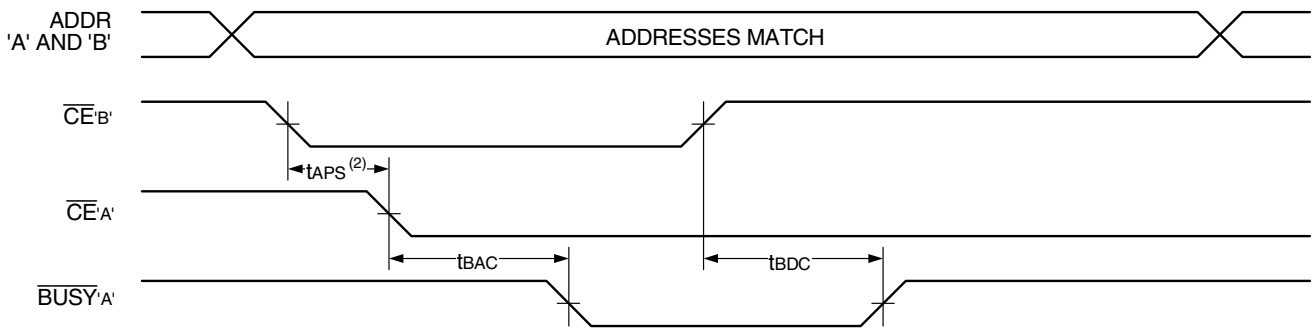 ADDR
'A' AND 'B'
ADDRESSES MATCH
CE'B'
tAPS (2)
CE'A'
tBAC
tBDC
BUSY'A'